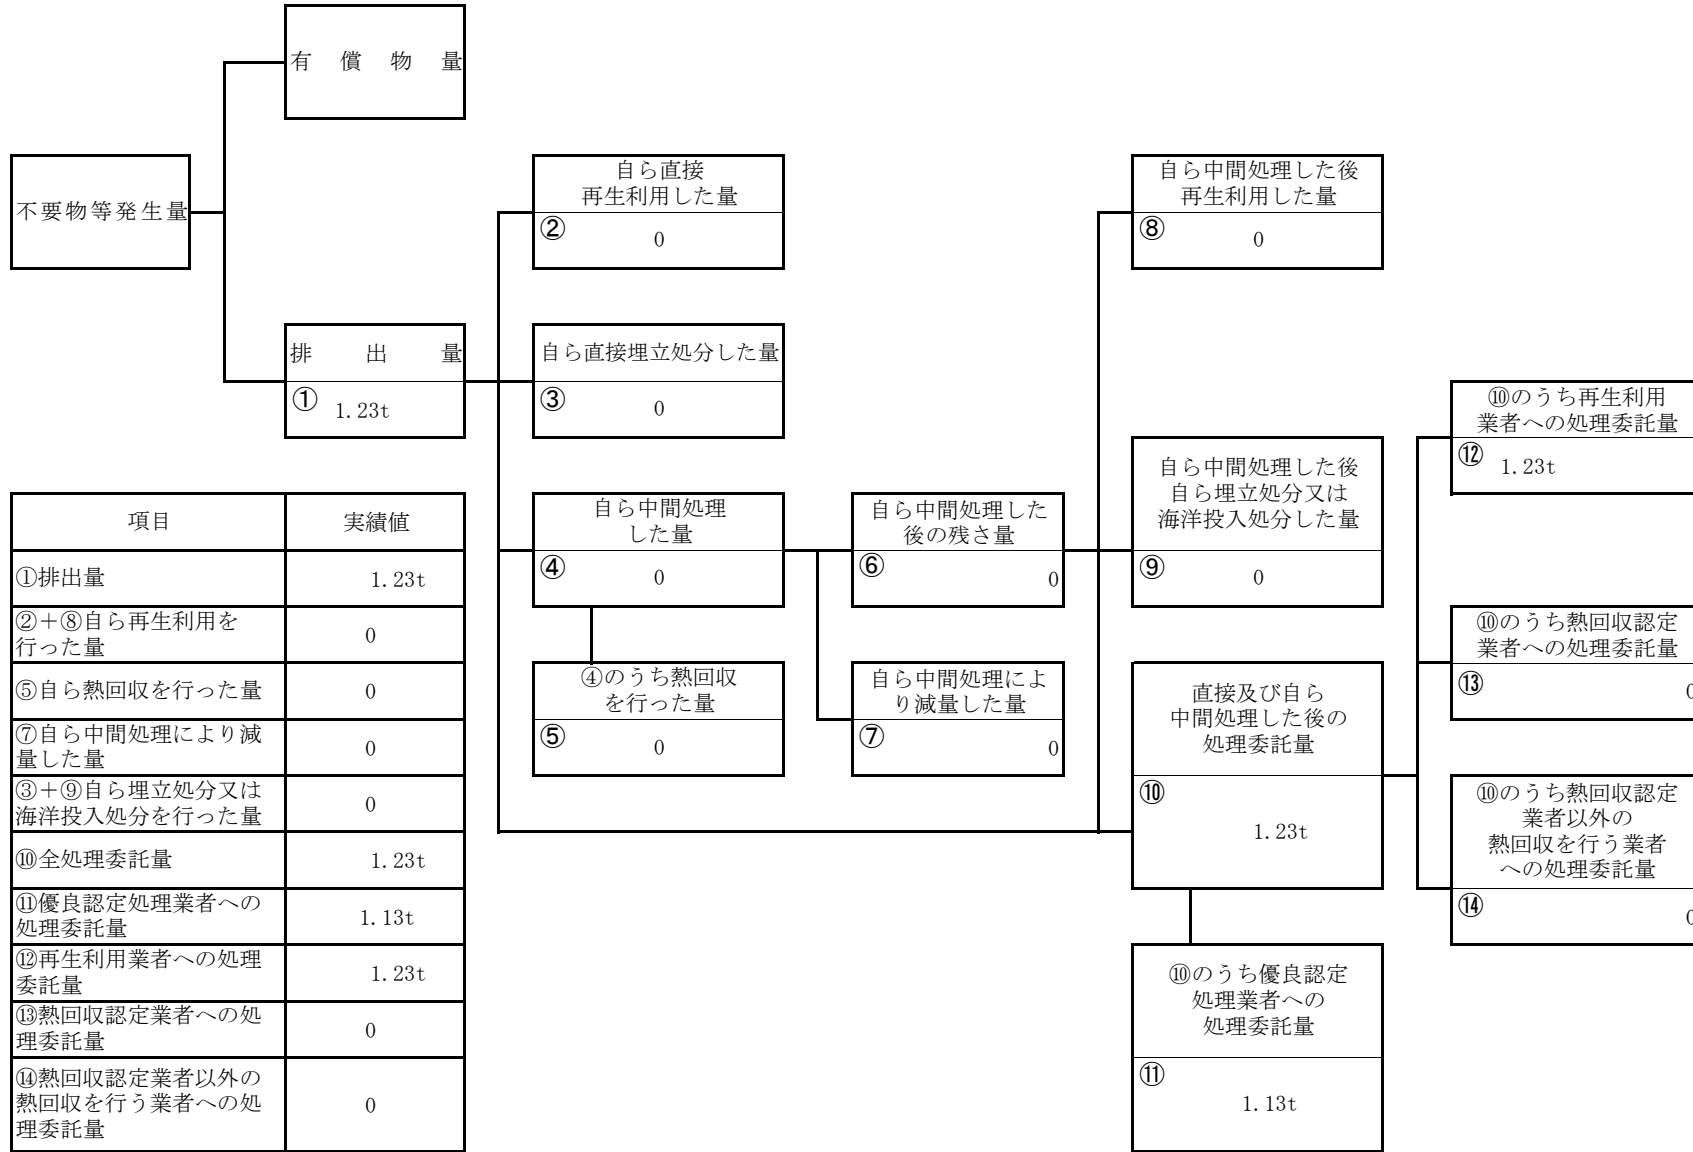 有償物量
不要物等発生量
排出量
① 1.23t
自ら直接
再生利用した量
② 0
自ら直接埋立処分した量
③ 0
自ら中間処理
した量
④ 0
④のうち熱回収
を行った量
⑤ 0
自ら中間処理した
後の残さ量
⑥ 0
自ら中間処理によ
り減量した量
⑦ 0
自ら中間処理した後
再生利用した量
⑧ 0
自ら中間処理した後
自ら埋立処分又は
海洋投入処分した量
⑨ 0
直接及び自ら
中間処理した後の
処理委託量
⑩
1.23t
⑩のうち優良認定
処理業者への
処理委託量
⑪
1.13t
⑩のうち再生利用
業者への処理委託量
⑫ 1.23t
⑩のうち熱回収認定
業者への処理委託量
⑬ 0
⑩のうち熱回収認定
業者以外の
熱回収を行う業者
への処理委託量
⑭ 0
項目 実績値
①排出量 1.23t
②＋⑧自ら再生利用を
行った量 0
⑤自ら熱回収を行った量 0
⑦自ら中間処理により減
量した量 0
③＋⑨自ら埋立処分又は
海洋投入処分を行った量 0
⑩全処理委託量 1.23t
⑪優良認定処理業者への
処理委託量 1.13t
⑫再生利用業者への処理
委託量 1.23t
⑬熱回収認定業者への処
理委託量 0
⑭熱回収認定業者以外の
熱回収を行う業者への処
理委託量 0